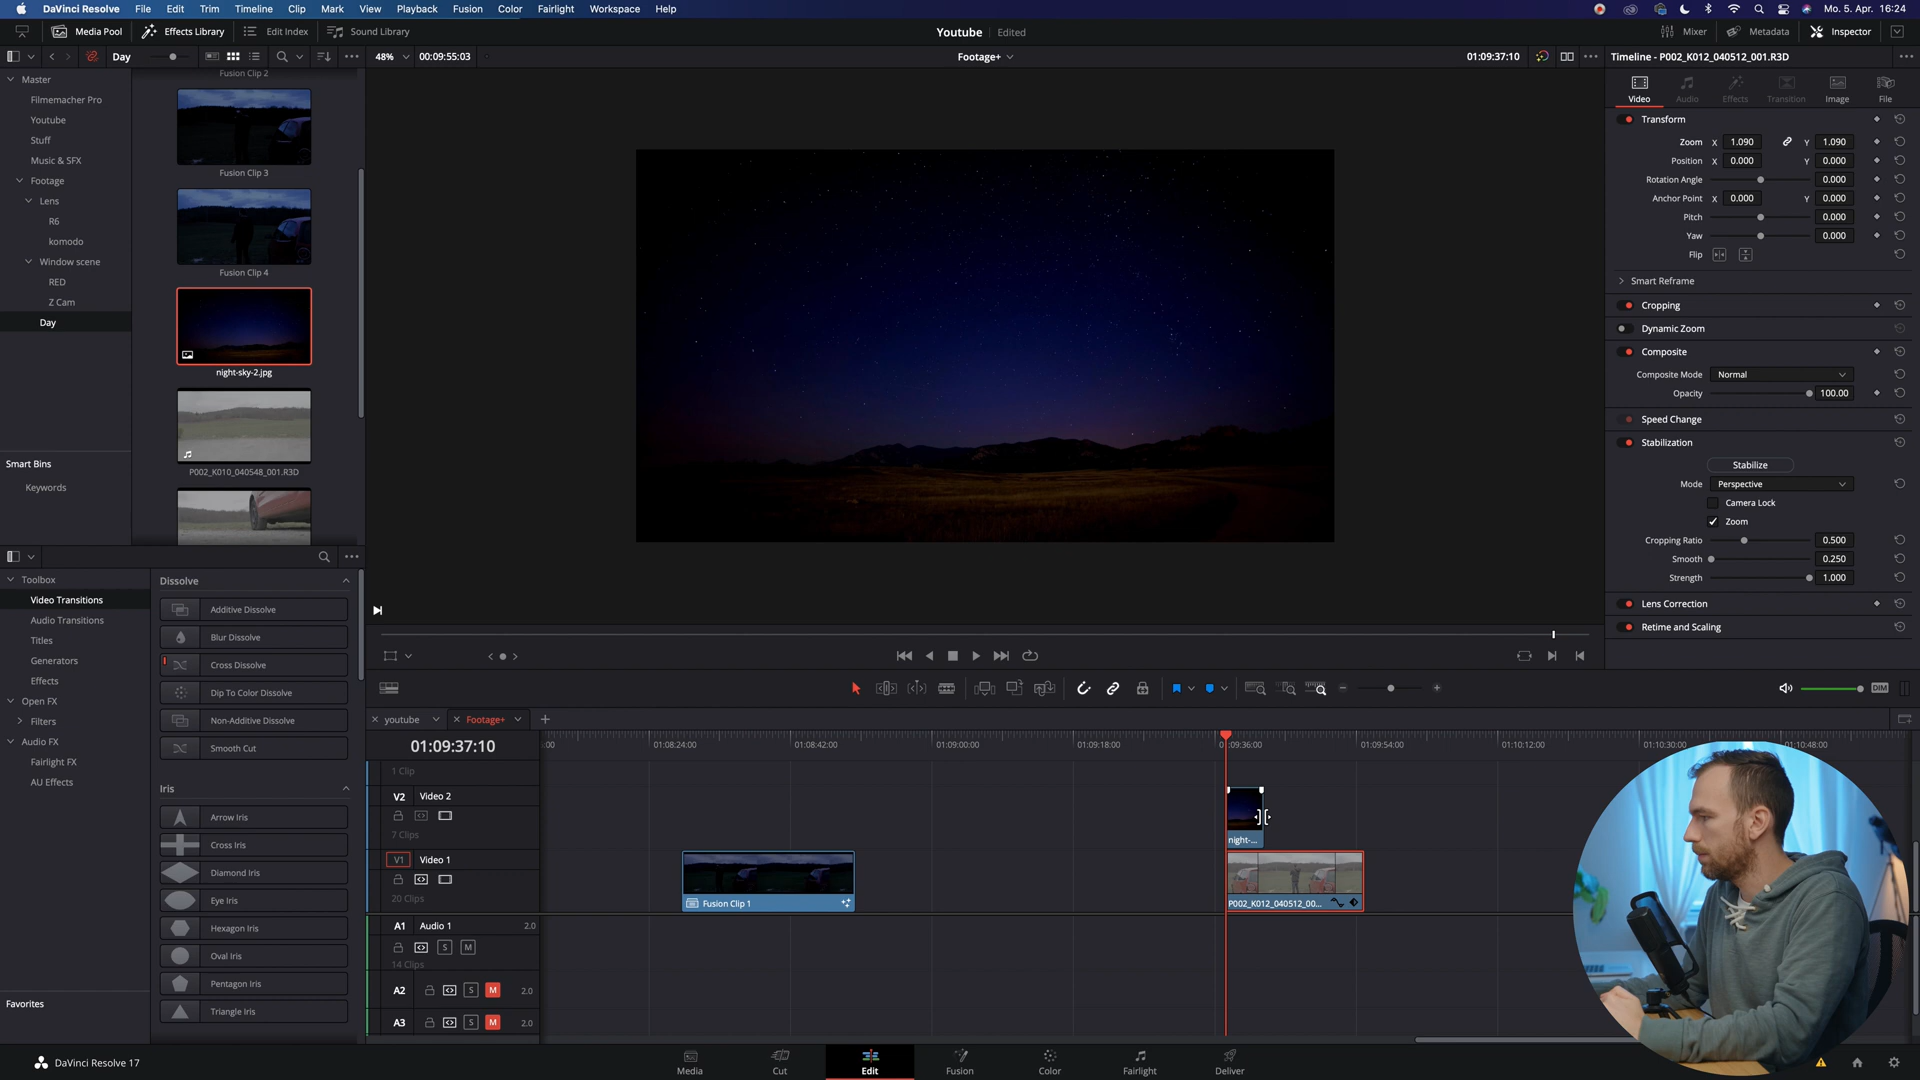 DaVinci Resolve File Edit Trim Timeline Clip Mark View Playback Fusion Color Fairlight Workspace Help Mo. 5. Apr. 16:24
Media Pool Effects Library Edit Index Sound Library Youtube Edited Mixer Metadata Inspector
Day 48% 00:09:55:03 Footage+ 01:09:37:10 Timeline - P002_K012_040512_001.R3D
Master
Filmemacher Pro
Youtube
Stuff
Music & SFX
Footage
Lens
R6
komodo
Window scene
RED
Z Cam
Day
Smart Bins
Keywords
Fusion Clip 2
Fusion Clip 3
Fusion Clip 4
night-sky-2.jpg
P002_K010_040548_001.R3D
Video Audio Effects Transition Image File
Transform
Zoom X 1.090 Y 1.090
Position X 0.000 Y 0.000
Rotation Angle 0.000
Anchor Point X 0.000 Y 0.000
Pitch 0.000
Yaw 0.000
Flip
Smart Reframe
Cropping
Dynamic Zoom
Composite
Composite Mode Normal
Opacity 100.00
Speed Change
Stabilization
Stabilize
Mode Perspective
Camera Lock
Zoom
Cropping Ratio 0.500
Smooth 0.250
Strength 1.000
Lens Correction
Retime and Scaling
Toolbox
Video Transitions
Audio Transitions
Titles
Generators
Effects
Open FX
Filters
Audio FX
Fairlight FX
AU Effects
Favorites
Dissolve
Additive Dissolve
Blur Dissolve
Cross Dissolve
Dip To Color Dissolve
Non-Additive Dissolve
Smooth Cut
Iris
Arrow Iris
Cross Iris
Diamond Iris
Eye Iris
Hexagon Iris
Oval Iris
Pentagon Iris
Triangle Iris
DIM
youtube Footage+
01:09:37:10 :00 01:08:24:00 01:08:42:00 01:09:00:00 01:09:18:00 01:09:36:00 01:09:54:00 01:10:12:00 01:10:30:00 01:10:48:00
1 Clip
V2 Video 2
7 Clips
night-...
V1 Video 1
20 Clips
Fusion Clip 1 P002_K012_040512_00...
A1 Audio 1 2.0
S M
14 Clips
A2 S M 2.0
A3 S M 2.0
DaVinci Resolve 17 Media Cut Edit Fusion Color Fairlight Deliver